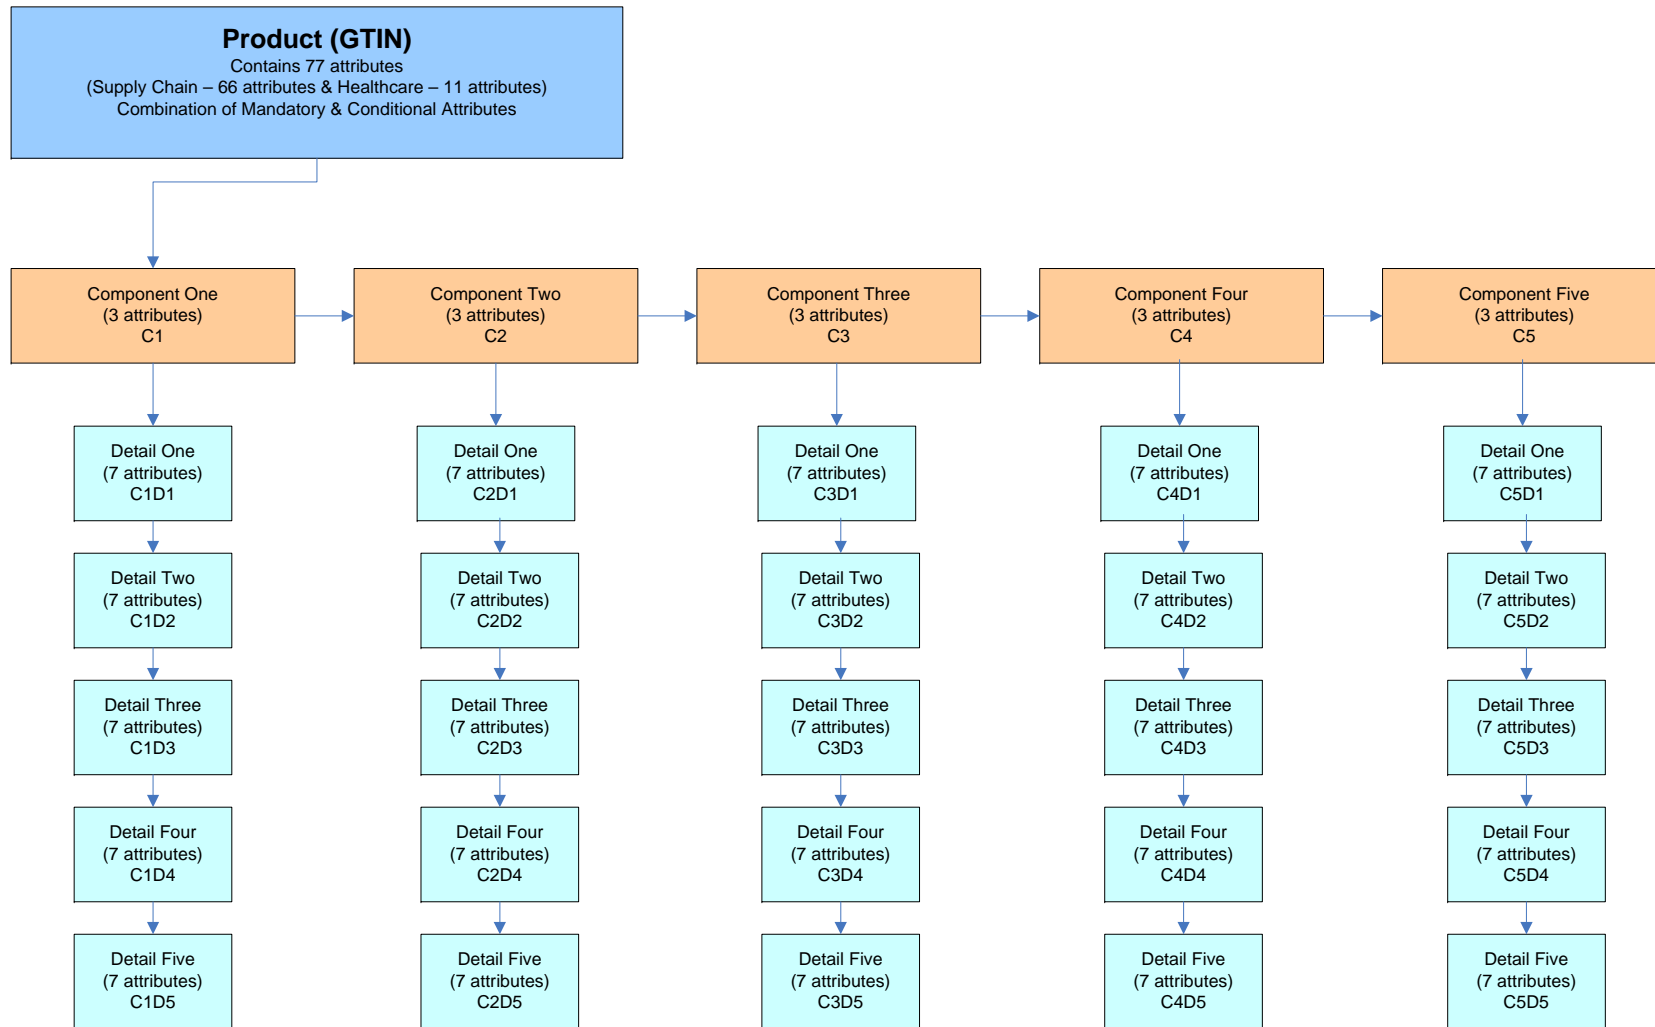 Product (GTIN)
Contains 77 attributes
(Supply Chain – 66 attributes & Healthcare – 11 attributes)
Combination of Mandatory & Conditional Attributes
Component One
(3 attributes)
C1
Component Two
(3 attributes)
C2
Component Three
(3 attributes)
C3
Component Four
(3 attributes)
C4
Component Five
(3 attributes)
C5
Detail One
(7 attributes)
C1D1
Detail One
(7 attributes)
C2D1
Detail One
(7 attributes)
C3D1
Detail One
(7 attributes)
C4D1
Detail One
(7 attributes)
C5D1
Detail Two
(7 attributes)
C1D2
Detail Two
(7 attributes)
C2D2
Detail Two
(7 attributes)
C3D2
Detail Two
(7 attributes)
C4D2
Detail Two
(7 attributes)
C5D2
Detail Three
(7 attributes)
C1D3
Detail Three
(7 attributes)
C2D3
Detail Three
(7 attributes)
C3D3
Detail Three
(7 attributes)
C4D3
Detail Three
(7 attributes)
C5D3
Detail Four
(7 attributes)
C1D4
Detail Four
(7 attributes)
C2D4
Detail Four
(7 attributes)
C3D4
Detail Four
(7 attributes)
C4D4
Detail Four
(7 attributes)
C5D4
Detail Five
(7 attributes)
C1D5
Detail Five
(7 attributes)
C2D5
Detail Five
(7 attributes)
C3D5
Detail Five
(7 attributes)
C4D5
Detail Five
(7 attributes)
C5D5